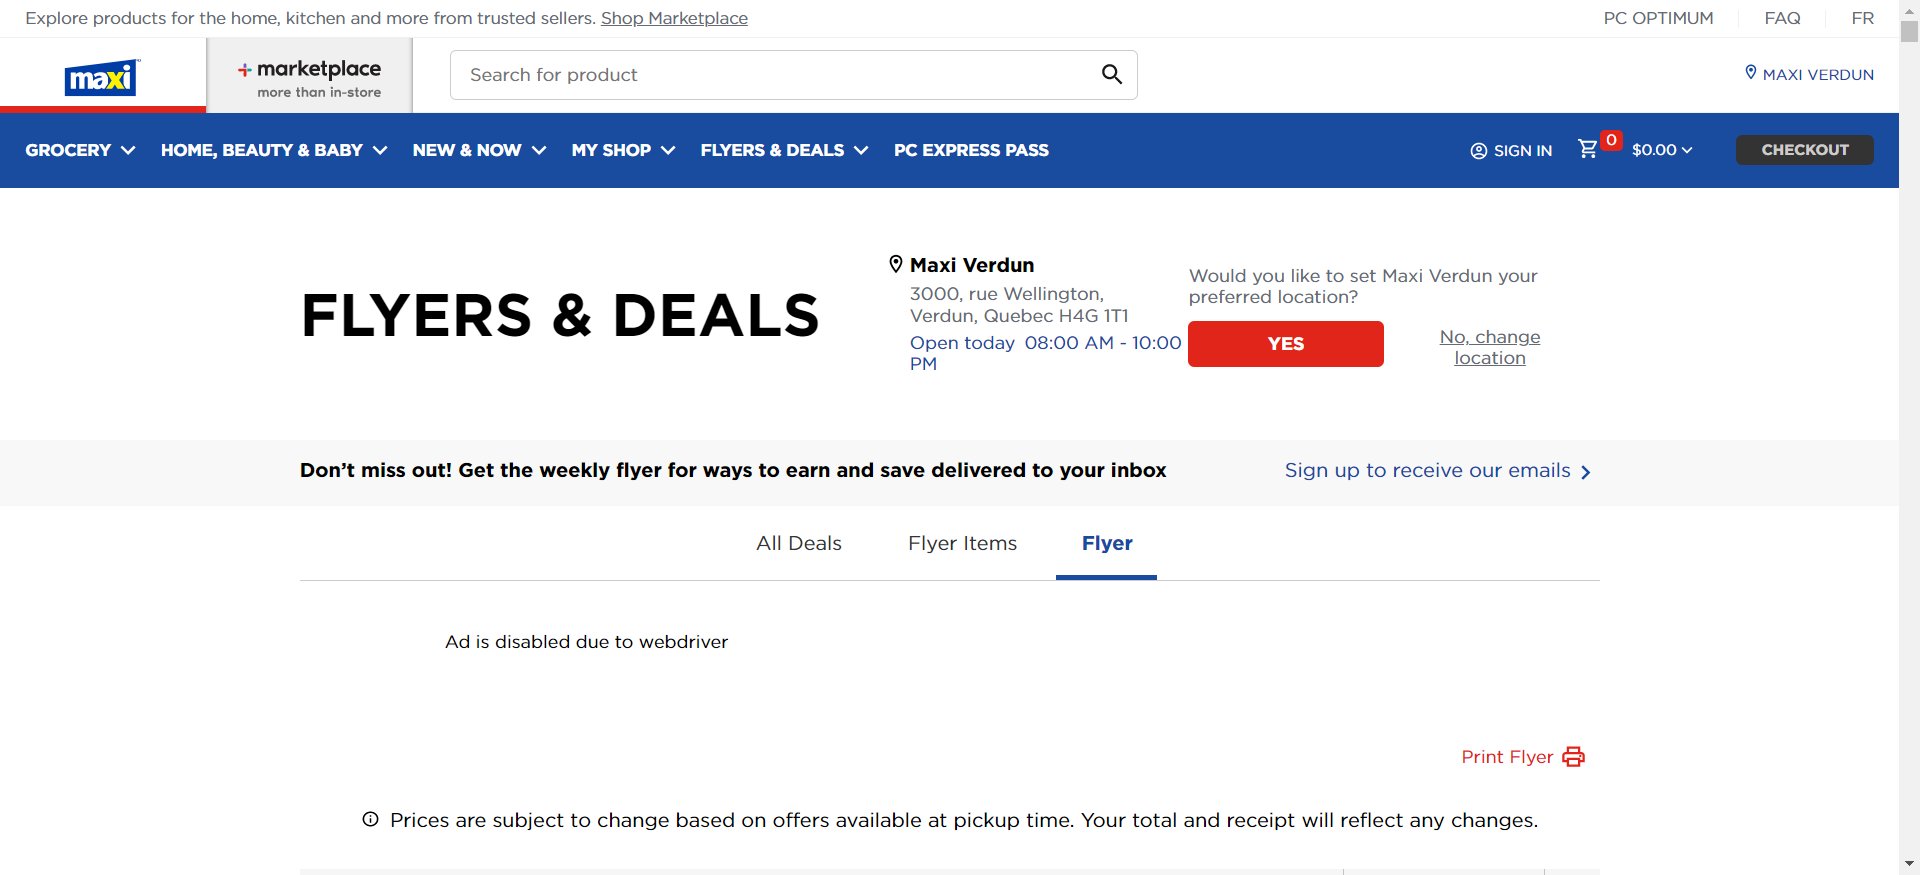 Explore products for the home, kitchen and more from trusted sellers. Shop Marketplace
PC OPTIMUM
FAQ
FR
maxi
marketplace
more than in-store
Search for product
MAXI VERDUN
GROCERY
HOME, BEAUTY & BABY
NEW & NOW
MY SHOP
FLYERS & DEALS
PC EXPRESS PASS
SIGN IN
0
$0.00
CHECKOUT
FLYERS & DEALS
Maxi Verdun
3000, rue Wellington,
Verdun, Quebec H4G 1T1
Open today 08:00 AM - 10:00
PM
Would you like to set Maxi Verdun your
preferred location?
YES
No, change
location
Don’t miss out! Get the weekly flyer for ways to earn and save delivered to your inbox
Sign up to receive our emails
All Deals
Flyer Items
Flyer
Ad is disabled due to webdriver
Print Flyer
Prices are subject to change based on offers available at pickup time. Your total and receipt will reflect any changes.